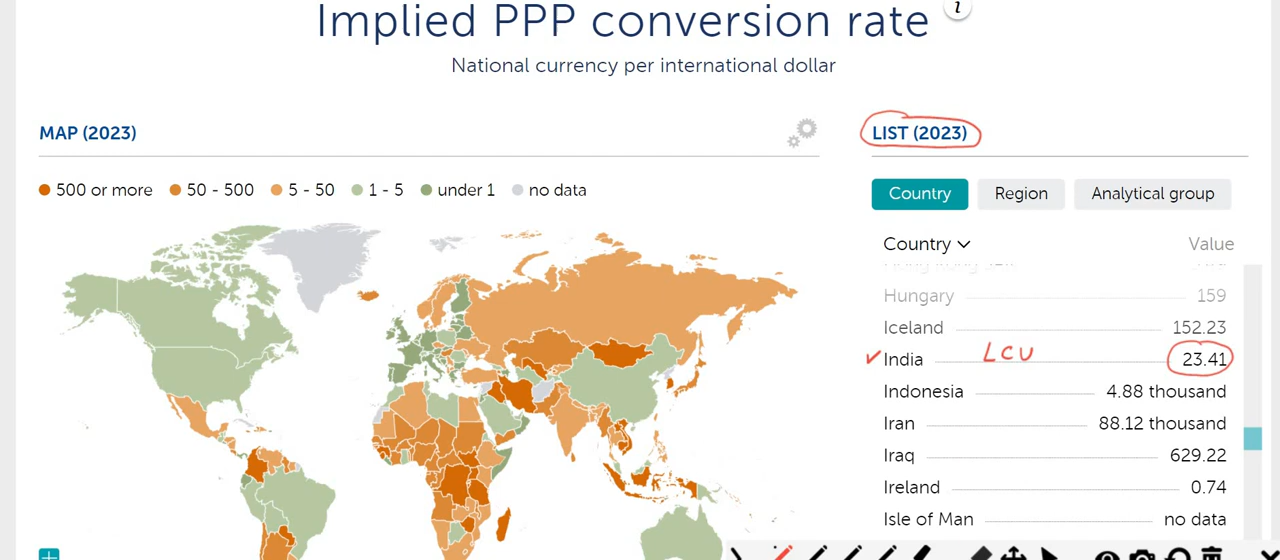 Implied PPP conversion rate i
National currency per international dollar
MAP (2023)
LIST (2023)
500 or more 50 - 500 5 - 50 1 - 5 under 1 no data
Country Region Analytical group
Country Value
Hungary 159
Iceland 152.23
India LCU 23.41
Indonesia 4.88 thousand
Iran 88.12 thousand
Iraq 629.22
Ireland 0.74
Isle of Man no data